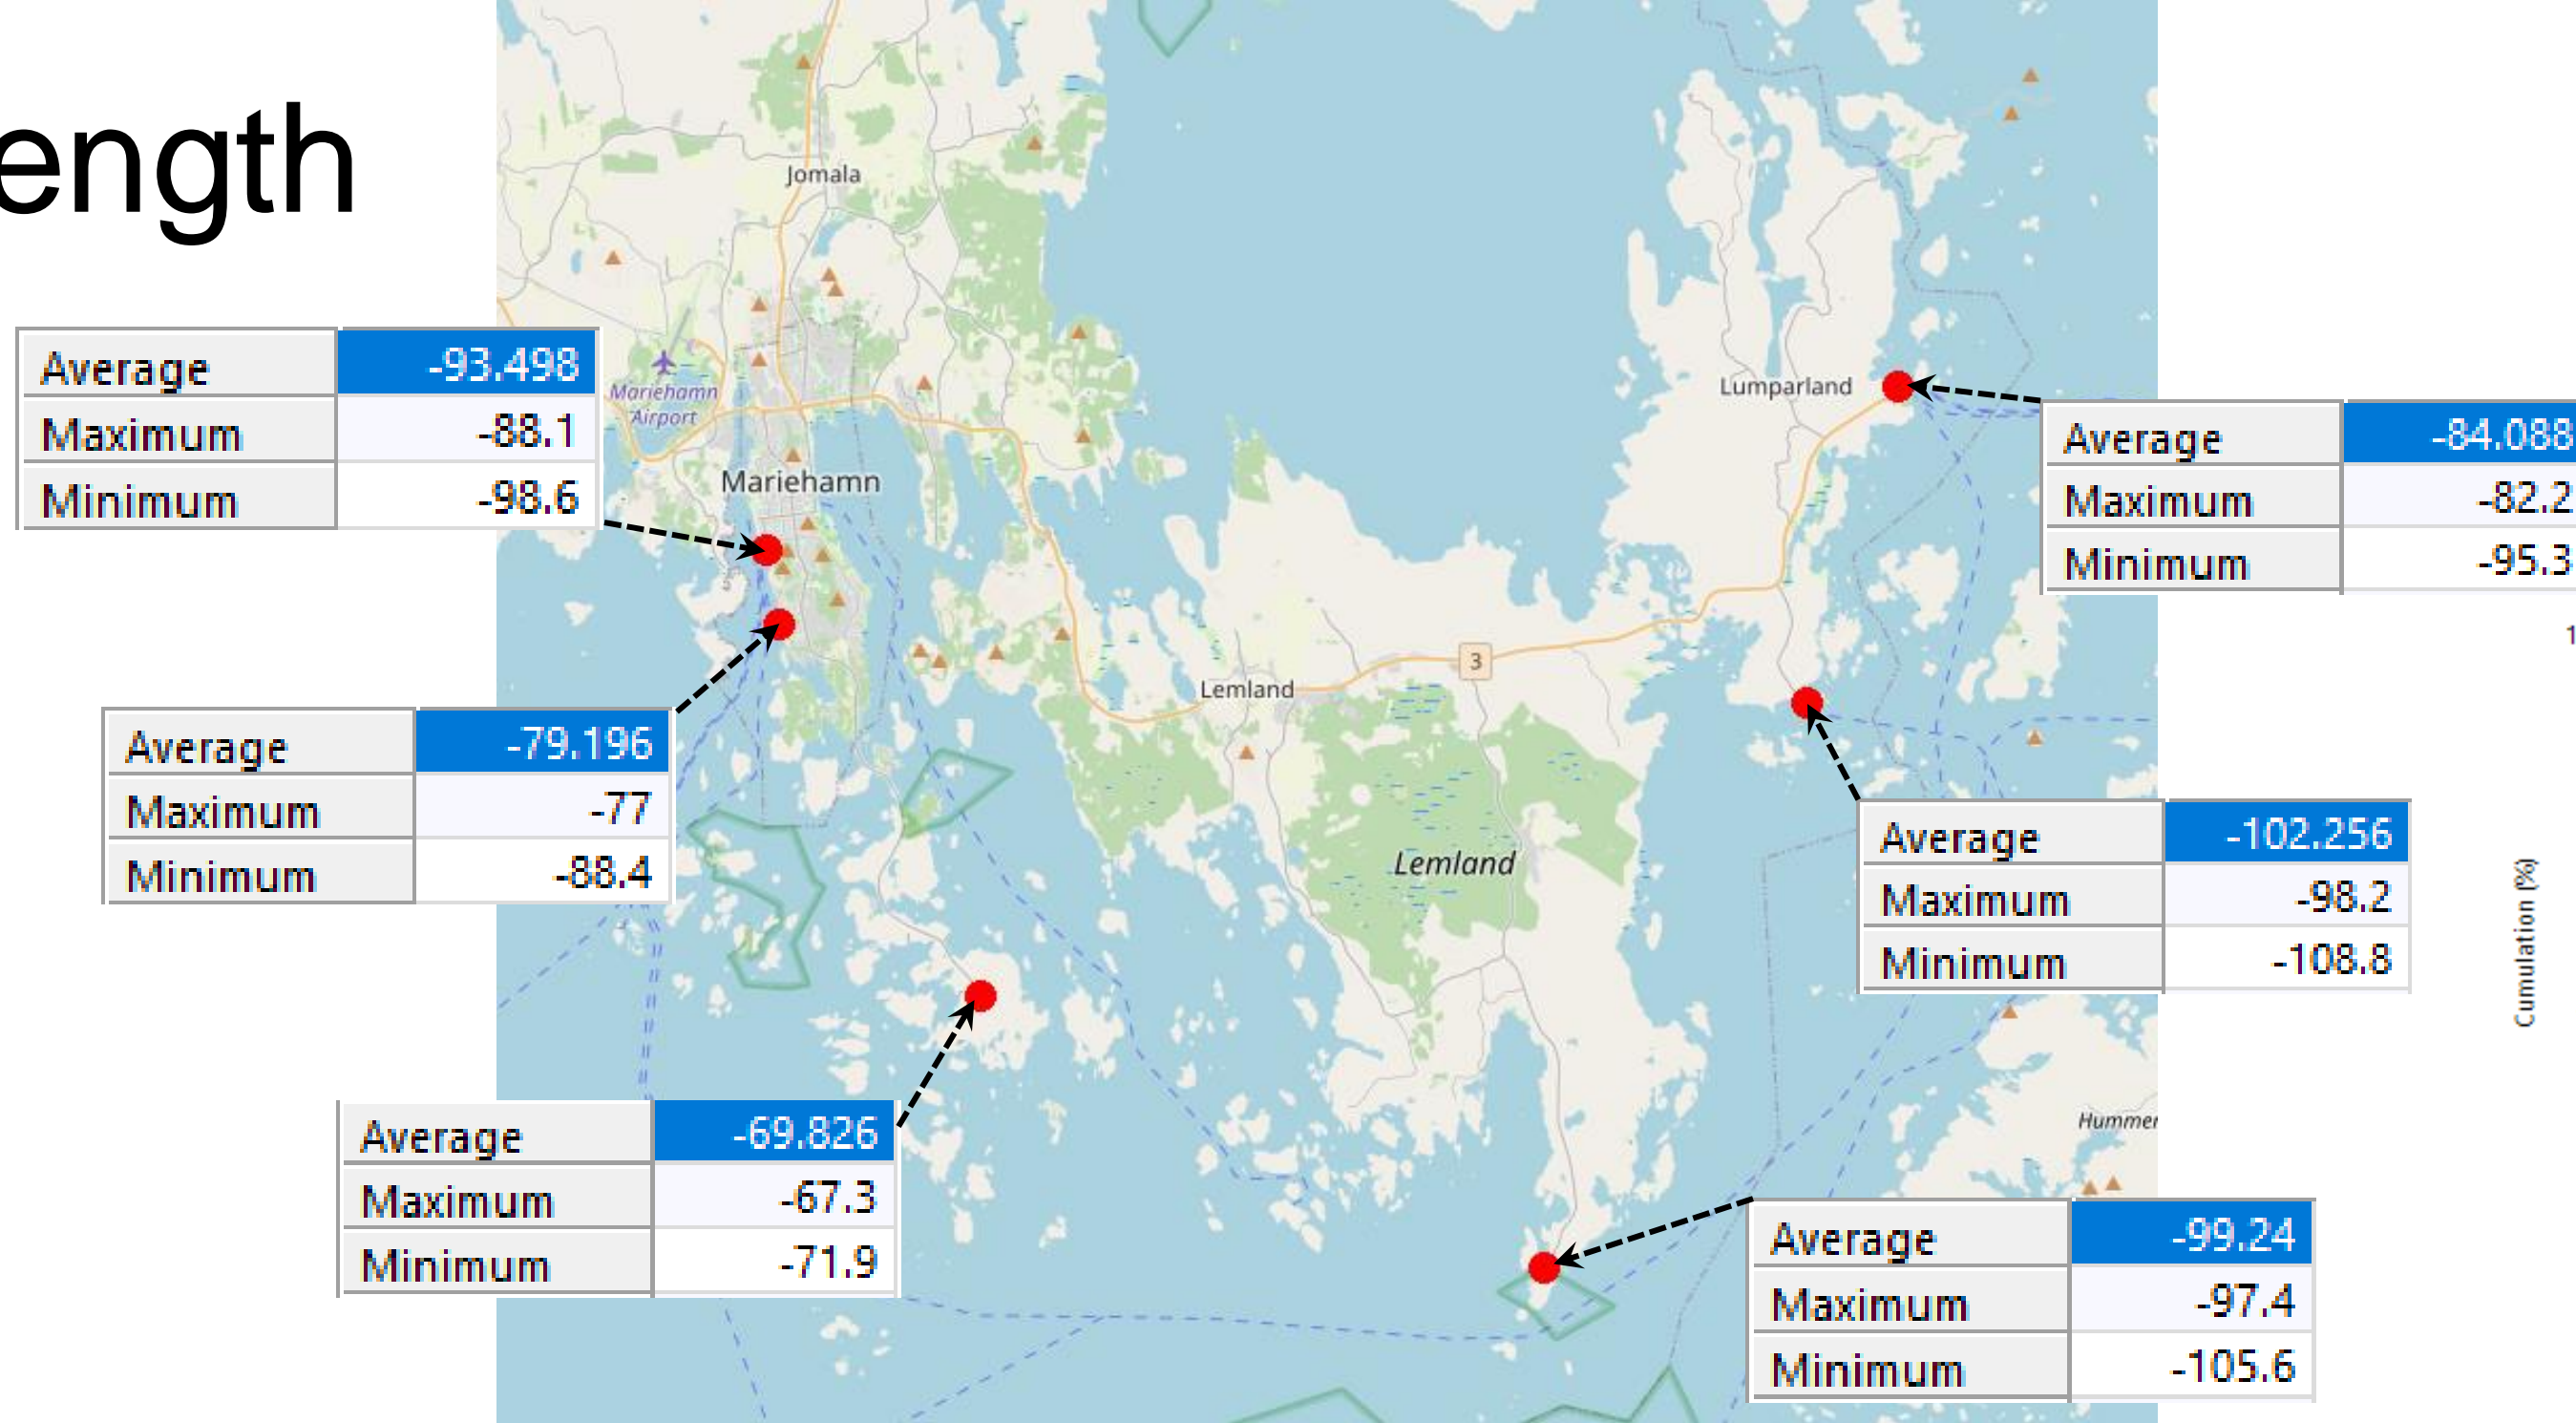 ength
Jomala
Average -93.498
Maximum -88.1
Minimum -98.6
Mariehamn
Airport
Mariehamn
Lumparland
Average -84.088
Maximum -82.2
Minimum -95.3
1
3
Lemland
Average -79.196
Maximum -77
Minimum -88.4
Lemland
Average -102.256
Maximum -98.2
Minimum -108.8
Cumulation (%)
Average -69.826
Maximum -67.3
Minimum -71.9
Hummer
Average -99.24
Maximum -97.4
Minimum -105.6